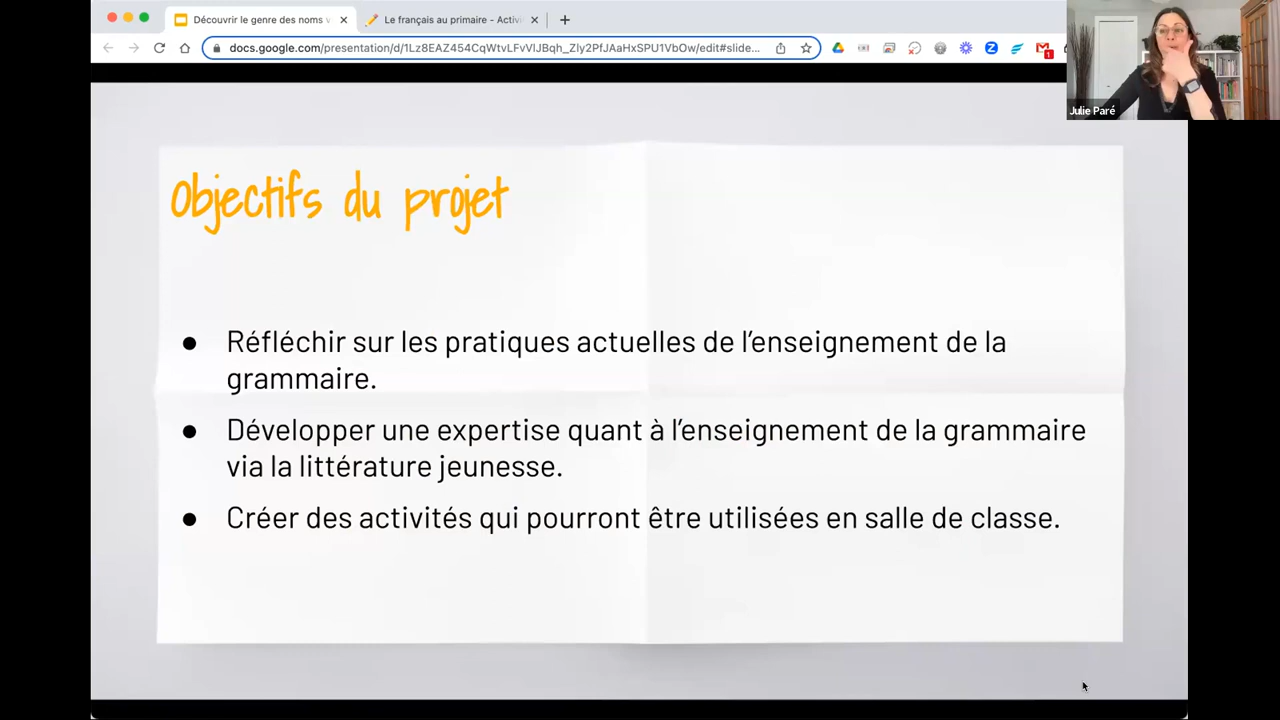 Découvrir le genre des noms
Le français au primaire - Activi
docs.google.com/presentation/d/1Lz8EAZ454CqWtvLFvVlJBqh_Zly2PfJAaHxSPU1VbOw/edit#slide...
1
Julie Paré
Objectifs du projet
● Réfléchir sur les pratiques actuelles de l’enseignement de la
grammaire.
● Développer une expertise quant à l’enseignement de la grammaire
via la littérature jeunesse.
● Créer des activités qui pourront être utilisées en salle de classe.